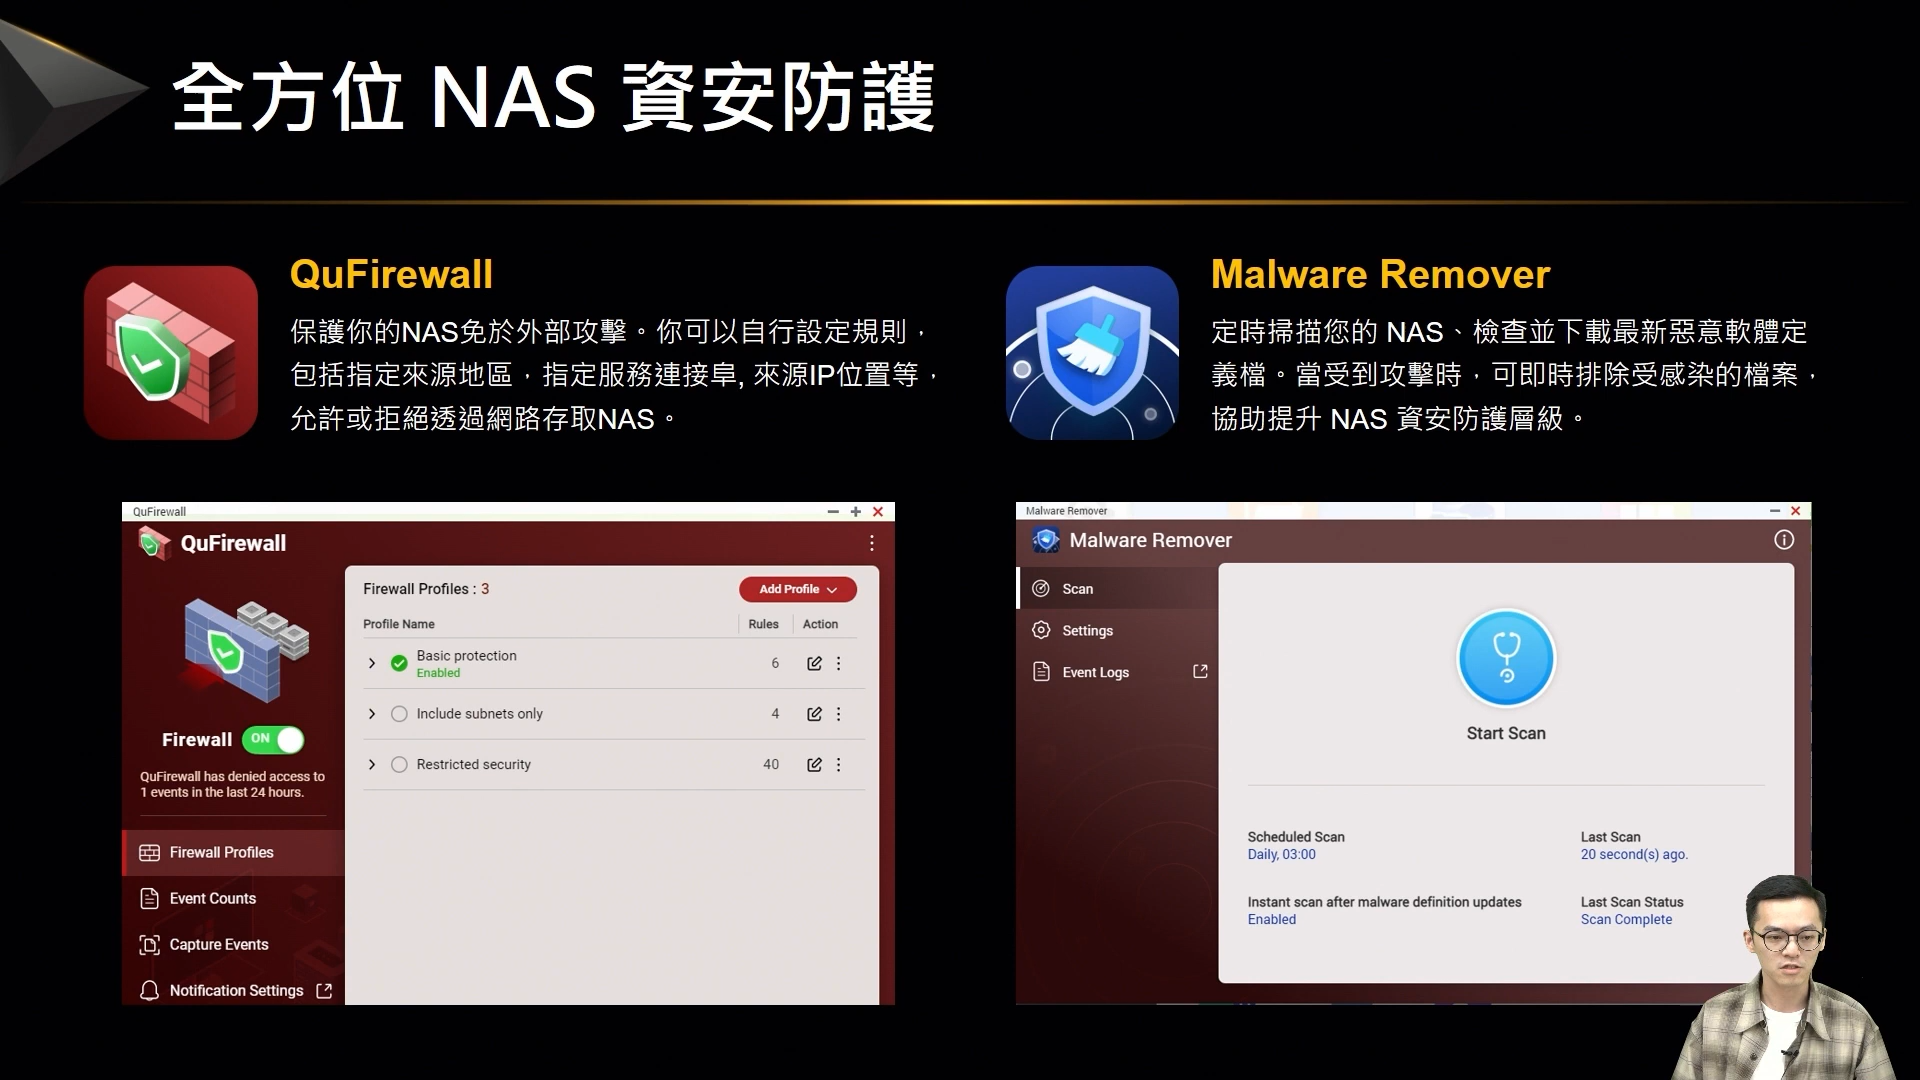 全方位 NAS 資安防護
QuFirewall
保護你的NAS免於外部攻擊。你可以自行設定規則，
包括指定來源地區，指定服務連接阜, 來源IP位置等，
允許或拒絕透過網路存取NAS。
Malware Remover
定時掃描您的 NAS、檢查並下載最新惡意軟體定
義檔。當受到攻擊時，可即時排除受感染的檔案，
協助提升 NAS 資安防護層級。
QuFirewall
QuFirewall
Firewall ON
QuFirewall has denied access to
1 events in the last 24 hours.
Firewall Profiles
Event Counts
Capture Events
Notification Settings
Firewall Profiles : 3
Add Profile
Profile Name Rules Action
Basic protection 6
Enabled
Include subnets only 4
Restricted security 40
Malware Remover
Malware Remover
Scan
Settings
Event Logs
Start Scan
Scheduled Scan
Daily, 03:00
Last Scan
20 second(s) ago.
Instant scan after malware definition updates
Enabled
Last Scan Status
Scan Complete